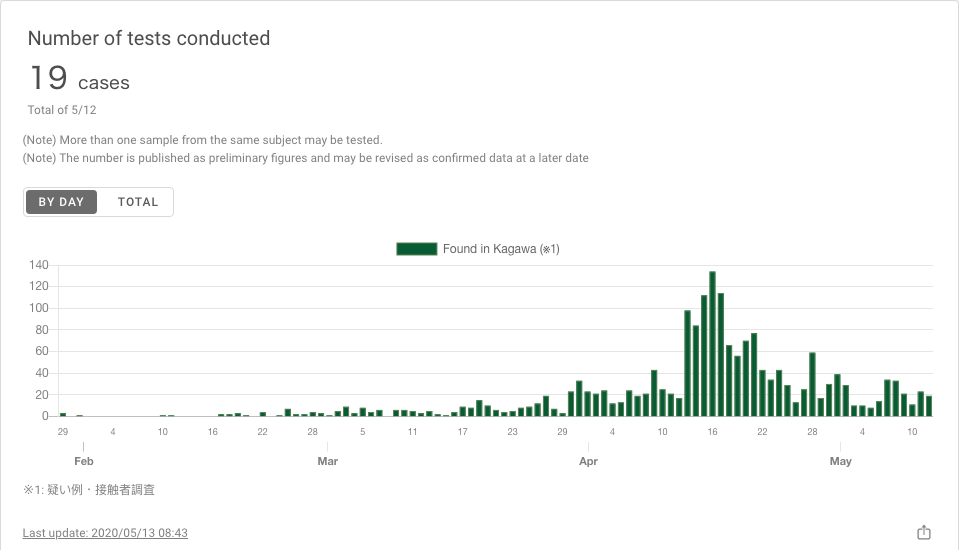 Number of tests conducted
19 cases
Total of 5/12
(Note) More than one sample from the same subject may be tested.
(Note) The number is published as preliminary figures and may be revised as confirmed data at a later date
BY DAY TOTAL
Found in Kagawa (※1)
140
120
100
80
60
40
20
0
29 4 10 16 22 28 5 11 17 23 29 4 10 16 22 28 4 10
Feb Mar Apr May
※1: 疑い例・接触者調査
Last update: 2020/05/13 08:43